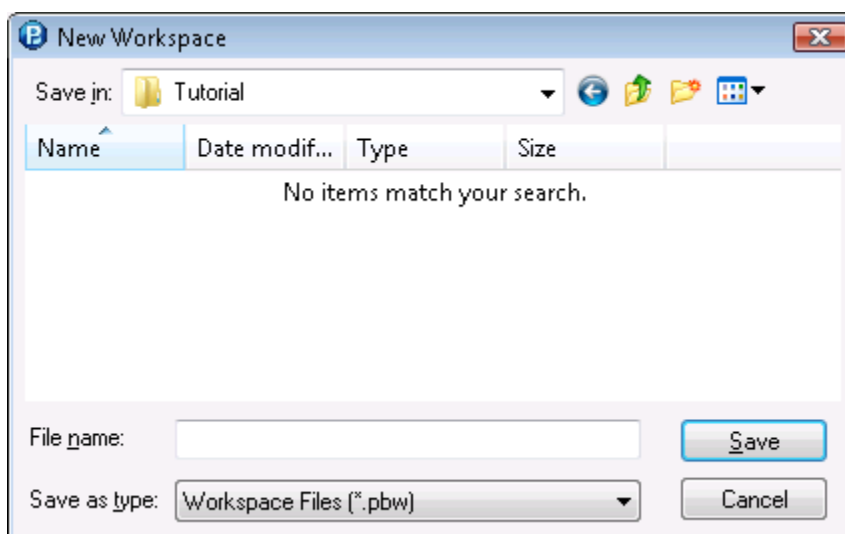 New Workspace
Save in: Tutorial
Name Date modif... Type Size
No items match your search.
File name: Save
Save as type: Workspace Files (*.pbw) Cancel